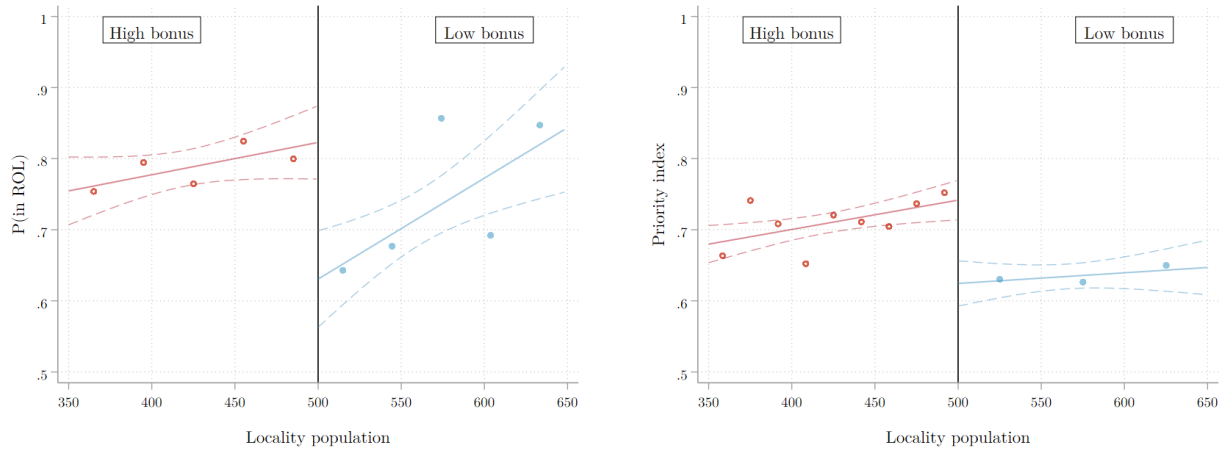 High bonus
Low bonus
1
.9
.8
.7
.6
.5
P(in ROL)
350 400 450 500 550 600 650
Locality population
High bonus
Low bonus
1
.9
.8
.7
.6
.5
Priority index
350 400 450 500 550 600 650
Locality population